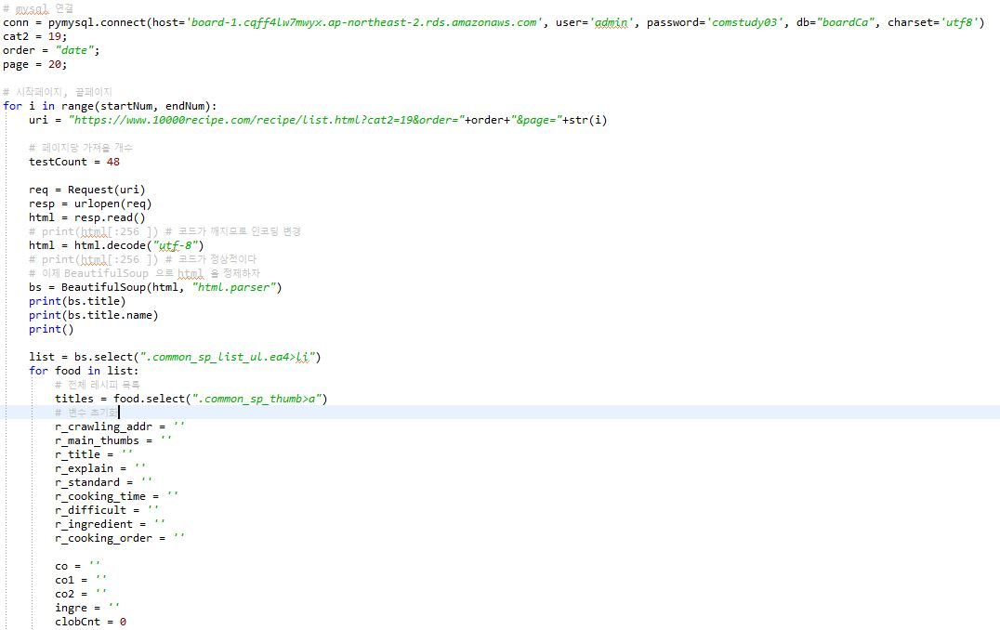 # mysql 연결
conn = pymysql.connect(host='board-1.cqff4lw7mwyx.ap-northeast-2.rds.amazonaws.com', user='admin', password='comstudy03', db="boardCa", charset='utf8')
cat2 = 19;
order = "date";
page = 20;
# 시작페이지, 끝페이지
for i in range(startNum, endNum):
uri = "https://www.10000recipe.com/recipe/list.html?cat2=19&order="+order+"&page="+str(i)
# 페이지당 가져올 개수
testCount = 48
req = Request(uri)
resp = urlopen(req)
html = resp.read()
# print(html[:256 ]) # 코드가 깨지므로 인코딩 변경
html = html.decode("utf-8")
# print(html[:256 ]) # 코드가 정상적이다
# 이제 BeautifulSoup 으로 html 을 정제하자
bs = BeautifulSoup(html, "html.parser")
print(bs.title)
print(bs.title.name)
print()
list = bs.select(".common_sp_list_ul.ea4>li")
for food in list:
# 전체 레시피 목록
titles = food.select(".common_sp_thumb>a")
# 변수 초기화
r_crawling_addr = ''
r_main_thumbs = ''
r_title = ''
r_explain = ''
r_standard = ''
r_cooking_time = ''
r_difficult = ''
r_ingredient = ''
r_cooking_order = ''
co = ''
co1 = ''
co2 = ''
ingre = ''
clobCnt = 0